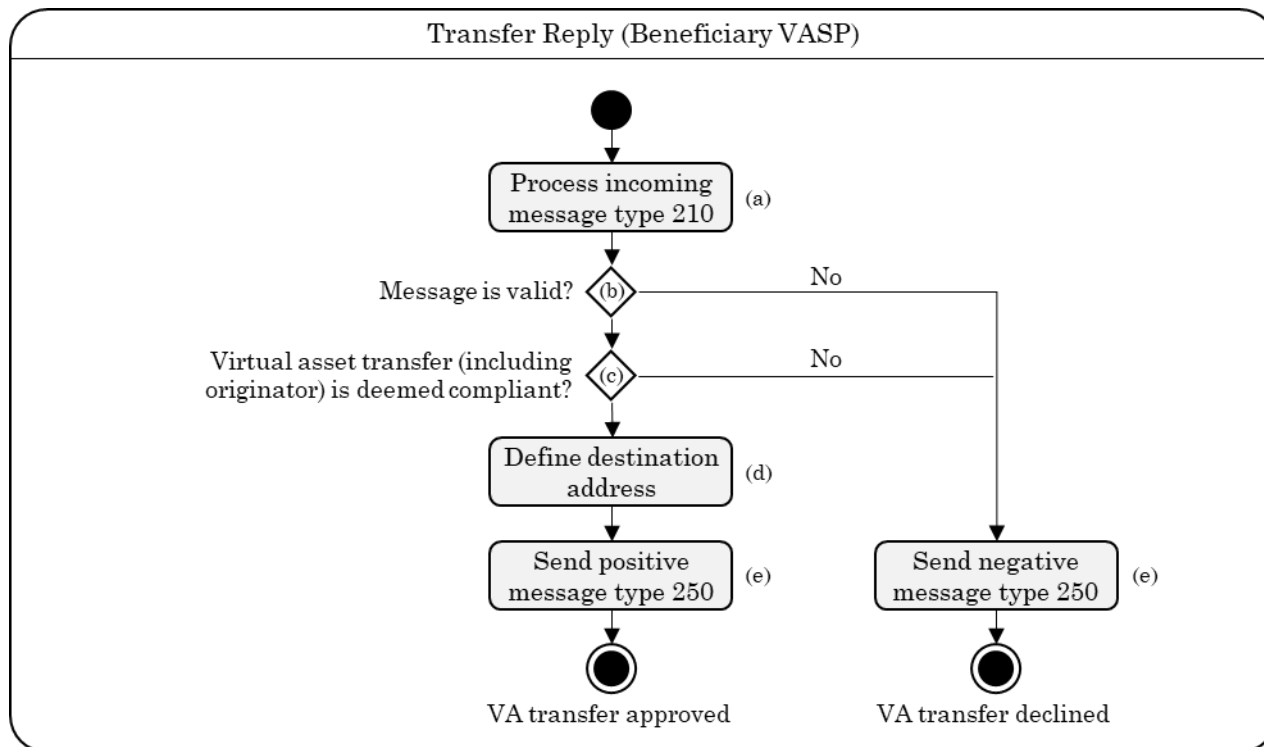 Transfer Reply (Beneficiary VASP)
Process incoming
message type 210
(a)
Message is valid?
(b)
No
Virtual asset transfer (including
originator) is deemed compliant?
(c)
No
Define destination
address
(d)
Send positive
message type 250
(e)
Send negative
message type 250
(e)
VA transfer approved
VA transfer declined